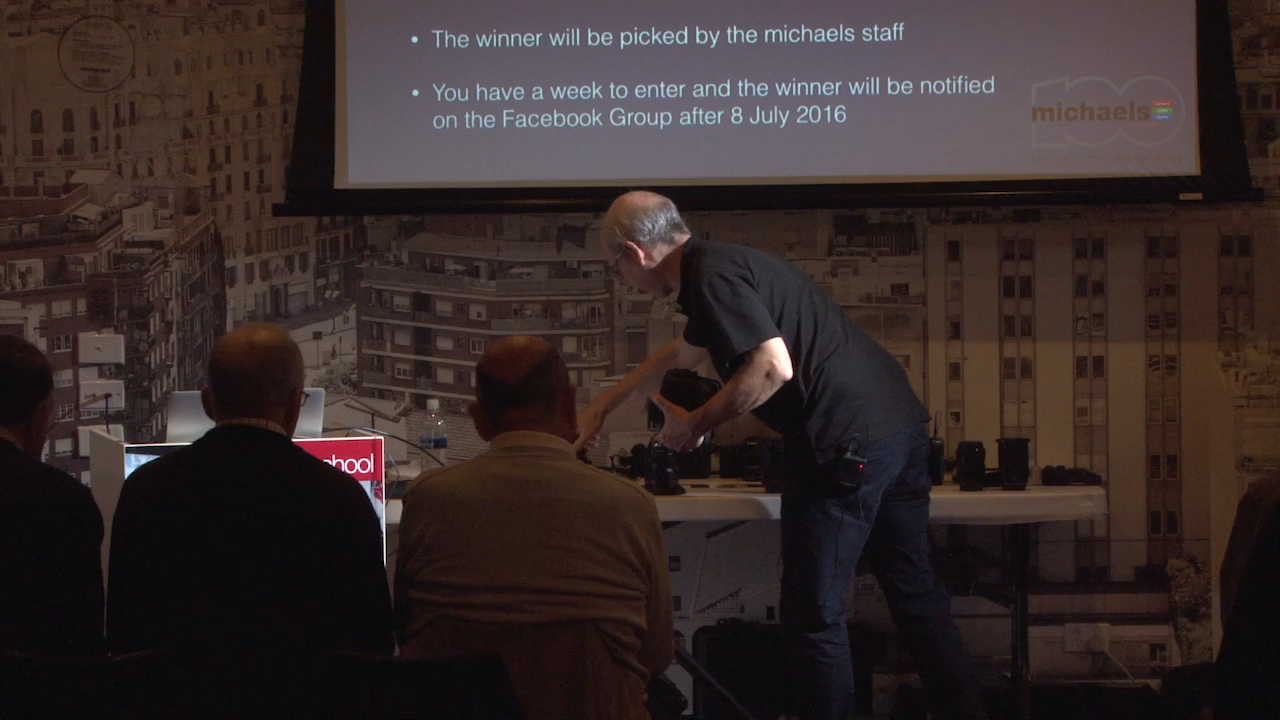 • The winner will be picked by the michaels staff
• You have a week to enter and the winner will be notified
on the Facebook Group after 8 July 2016
100
michaels
chool